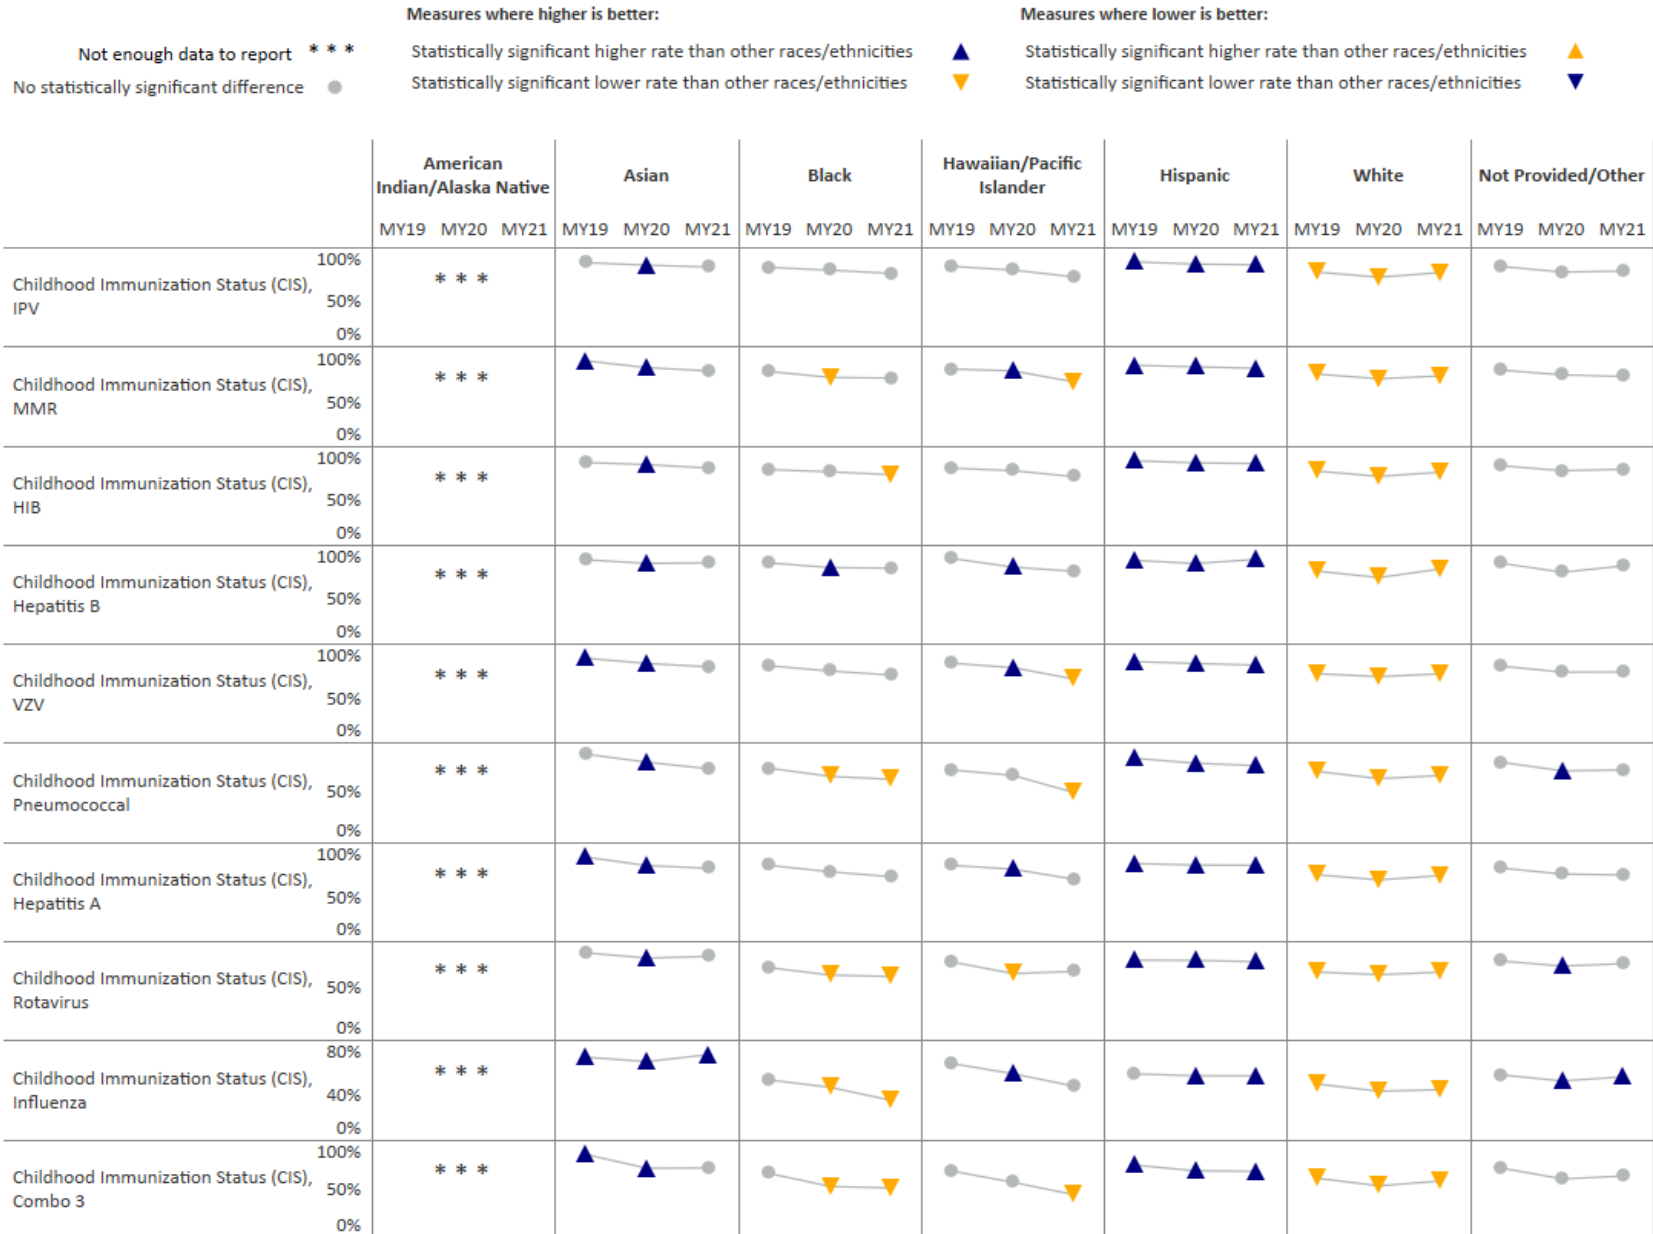 Measures where higher is better:
Measures where lower is better:
Not enough data to report * * *
Statistically significant higher rate than other races/ethnicities
Statistically significant higher rate than other races/ethnicities
No statistically significant difference
Statistically significant lower rate than other races/ethnicities
Statistically significant lower rate than other races/ethnicities
American
Indian/Alaska Native
Asian
Black
Hawaiian/Pacific
Islander
Hispanic
White
Not Provided/Other
MY19 MY20 MY21 MY19 MY20 MY21 MY19 MY20 MY21 MY19 MY20 MY21 MY19 MY20 MY21 MY19 MY20 MY21 MY19 MY20 MY21
Childhood Immunization Status (CIS),
IPV
100%
50%
0%
* * *
Childhood Immunization Status (CIS),
MMR
100%
50%
0%
* * *
Childhood Immunization Status (CIS),
HIB
100%
50%
0%
* * *
Childhood Immunization Status (CIS),
Hepatitis B
100%
50%
0%
* * *
Childhood Immunization Status (CIS),
VZV
100%
50%
0%
* * *
Childhood Immunization Status (CIS),
Pneumococcal
50%
0%
* * *
Childhood Immunization Status (CIS),
Hepatitis A
100%
50%
0%
* * *
Childhood Immunization Status (CIS),
Rotavirus
50%
0%
* * *
Childhood Immunization Status (CIS),
Influenza
80%
40%
0%
* * *
Childhood Immunization Status (CIS),
Combo 3
100%
50%
0%
* * *